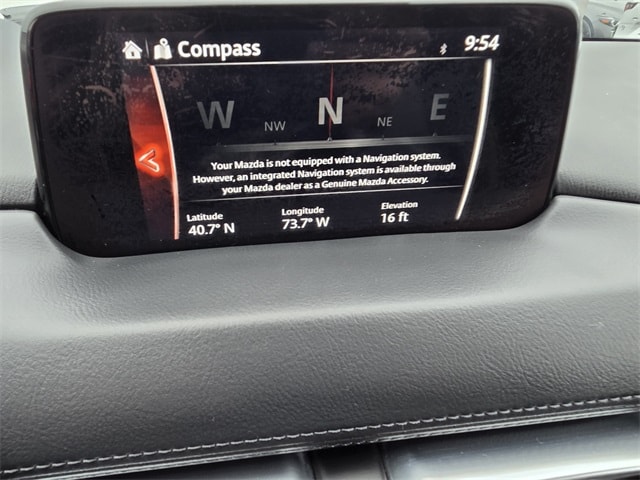 Compass 9:54
W NW N NE E
Your Mazda is not equipped with a Navigation system.
However, an integrated Navigation system is available through
your Mazda dealer as a Genuine Mazda Accessory.
Latitude Longitude Elevation
40.7° N 73.7° W 16 ft